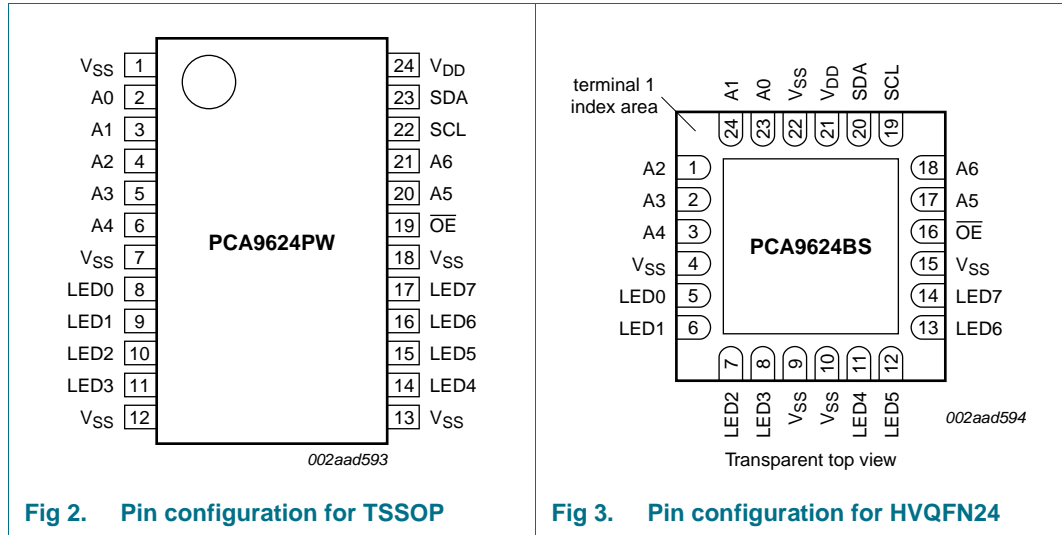 VSS 1
A0 2
A1 3
A2 4
A3 5
A4 6
VSS 7
LED0 8
LED1 9
LED2 10
LED3 11
VSS 12
PCA9624PW
24 VDD
23 SDA
22 SCL
21 A6
20 A5
19 OE
18 VSS
17 LED7
16 LED6
15 LED5
14 LED4
13 VSS
002aad593
Fig 2. Pin configuration for TSSOP
terminal 1
index area
A1 A0 VSS VDD SDA SCL
24 23 22 21 20 19
A2 1
A3 2
A4 3
VSS 4
LED0 5
LED1 6
PCA9624BS
18 A6
17 A5
16 OE
15 VSS
14 LED7
13 LED6
7 8 9 10 11 12
LED2 LED3 VSS VSS LED4 LED5
002aad594
Transparent top view
Fig 3. Pin configuration for HVQFN24